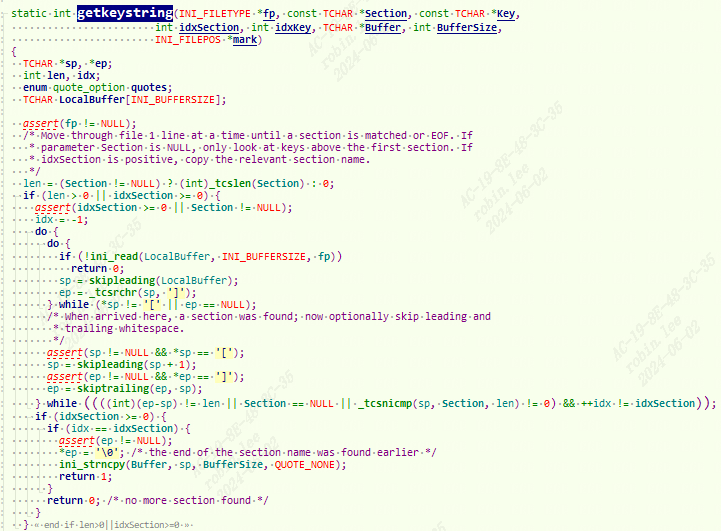 static int getkeystring(INI_FILETYPE *fp, const TCHAR *Section, const TCHAR *Key,
int idxSection, int idxKey, TCHAR *Buffer, int BufferSize,
INI_FILEPOS *mark)
{
TCHAR *sp, *ep;
int len, idx;
enum quote_option quotes;
TCHAR LocalBuffer[INI_BUFFERSIZE];
assert(fp != NULL);
/* Move through file 1 line at a time until a section is matched or EOF. If
* parameter Section is NULL, only look at keys above the first section. If
* idxSection is positive, copy the relevant section name.
*/
len = (Section != NULL) ? (int)_tcslen(Section) : 0;
if (len > 0 || idxSection >= 0) {
assert(idxSection >= 0 || Section != NULL);
idx = -1;
do {
do {
if (!ini_read(LocalBuffer, INI_BUFFERSIZE, fp))
return 0;
sp = skipleading(LocalBuffer);
ep = _tcsrchr(sp, ']');
} while (*sp != '[' || ep == NULL);
/* When arrived here, a section was found; now optionally skip leading and
* trailing whitespace.
*/
assert(sp != NULL && *sp == '[');
sp = skipleading(sp + 1);
assert(ep != NULL && *ep == ']');
ep = skiptrailing(ep, sp);
} while ((((int)(ep-sp) != len || Section == NULL || _tcsnicmp(sp, Section, len) != 0) && ++idx != idxSection));
if (idxSection >= 0) {
if (idx == idxSection) {
assert(ep != NULL);
*ep = '\0'; /* the end of the section name was found earlier */
ini_strncpy(Buffer, sp, BufferSize, QUOTE_NONE);
return 1;
}
return 0; /* no more section found */
}
} « end if len>0||idxSection>=0 »
AC-19-8E-48-3C-35
robin lee
2024-06-02